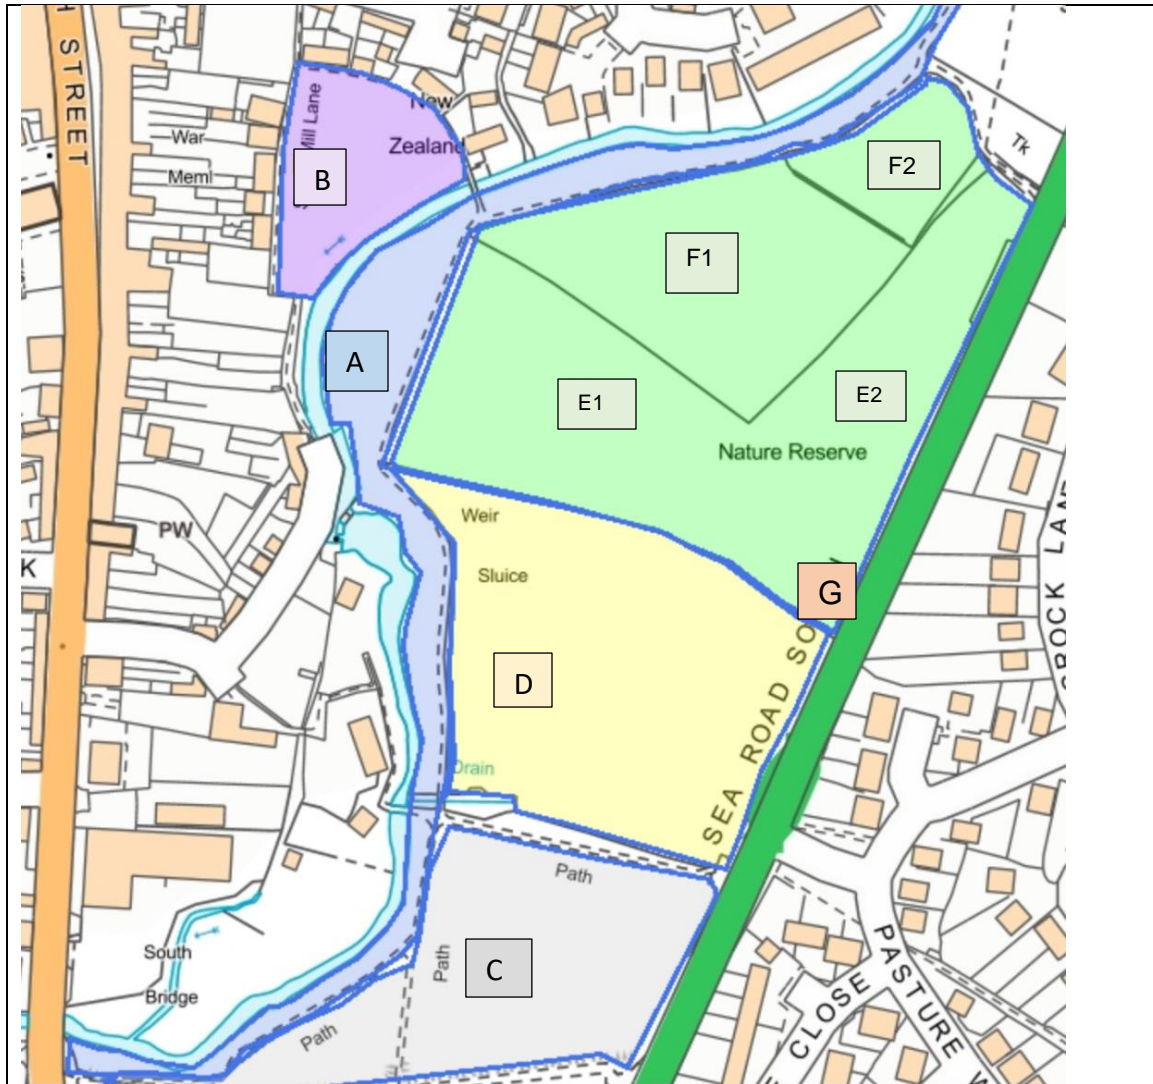 H STREET
War
Meml
Mill Lane
New
Zealand
B
Tk
F2
F1
A
E1
E2
Nature Reserve
PW
K
Weir
Sluice
G
CROCK LAN
D
SEA ROAD SO
Drain
Path
C
Path
Path
South
Bridge
CLOSE
PASTURE